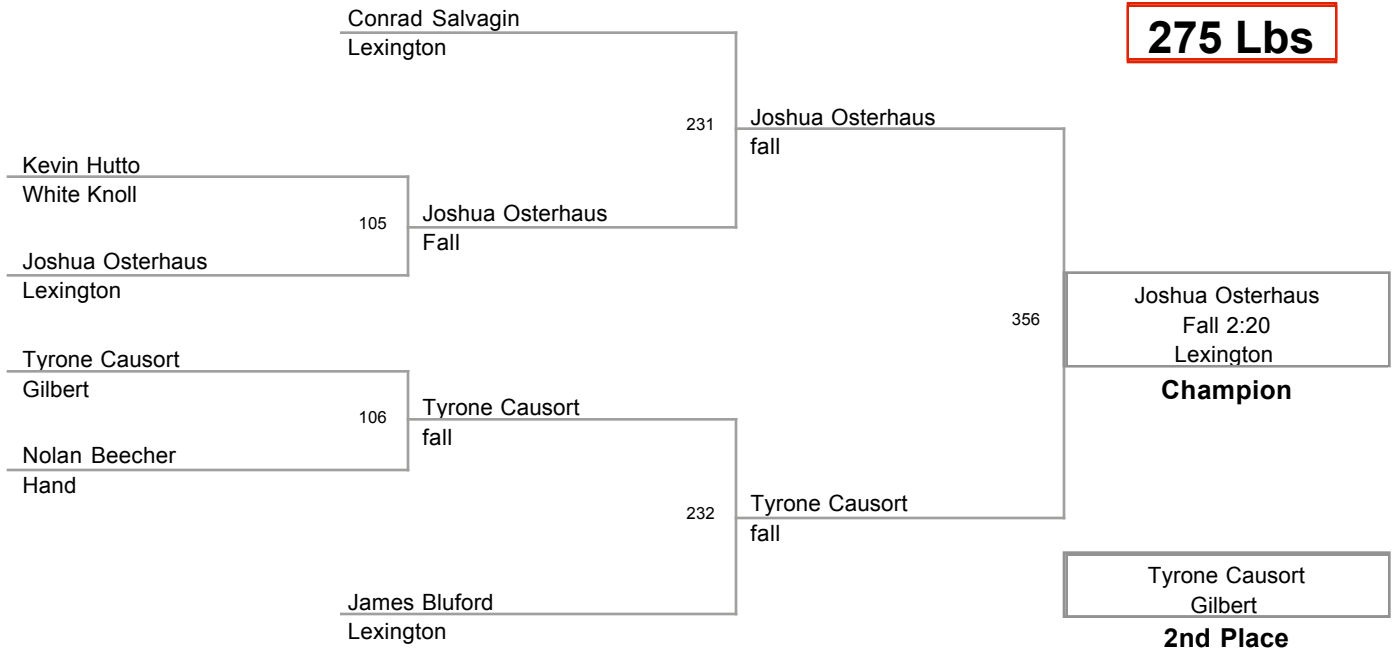 Conrad Salvagin
Lexington
275 Lbs
231
Joshua Osterhaus
fall
Kevin Hutto
White Knoll
105
Joshua Osterhaus
Fall
Joshua Osterhaus
Lexington
356
Joshua Osterhaus
Fall 2:20
Lexington
Champion
Tyrone Causort
Gilbert
106
Tyrone Causort
fall
Nolan Beecher
Hand
232
Tyrone Causort
fall
James Bluford
Lexington
Tyrone Causort
Gilbert
2nd Place